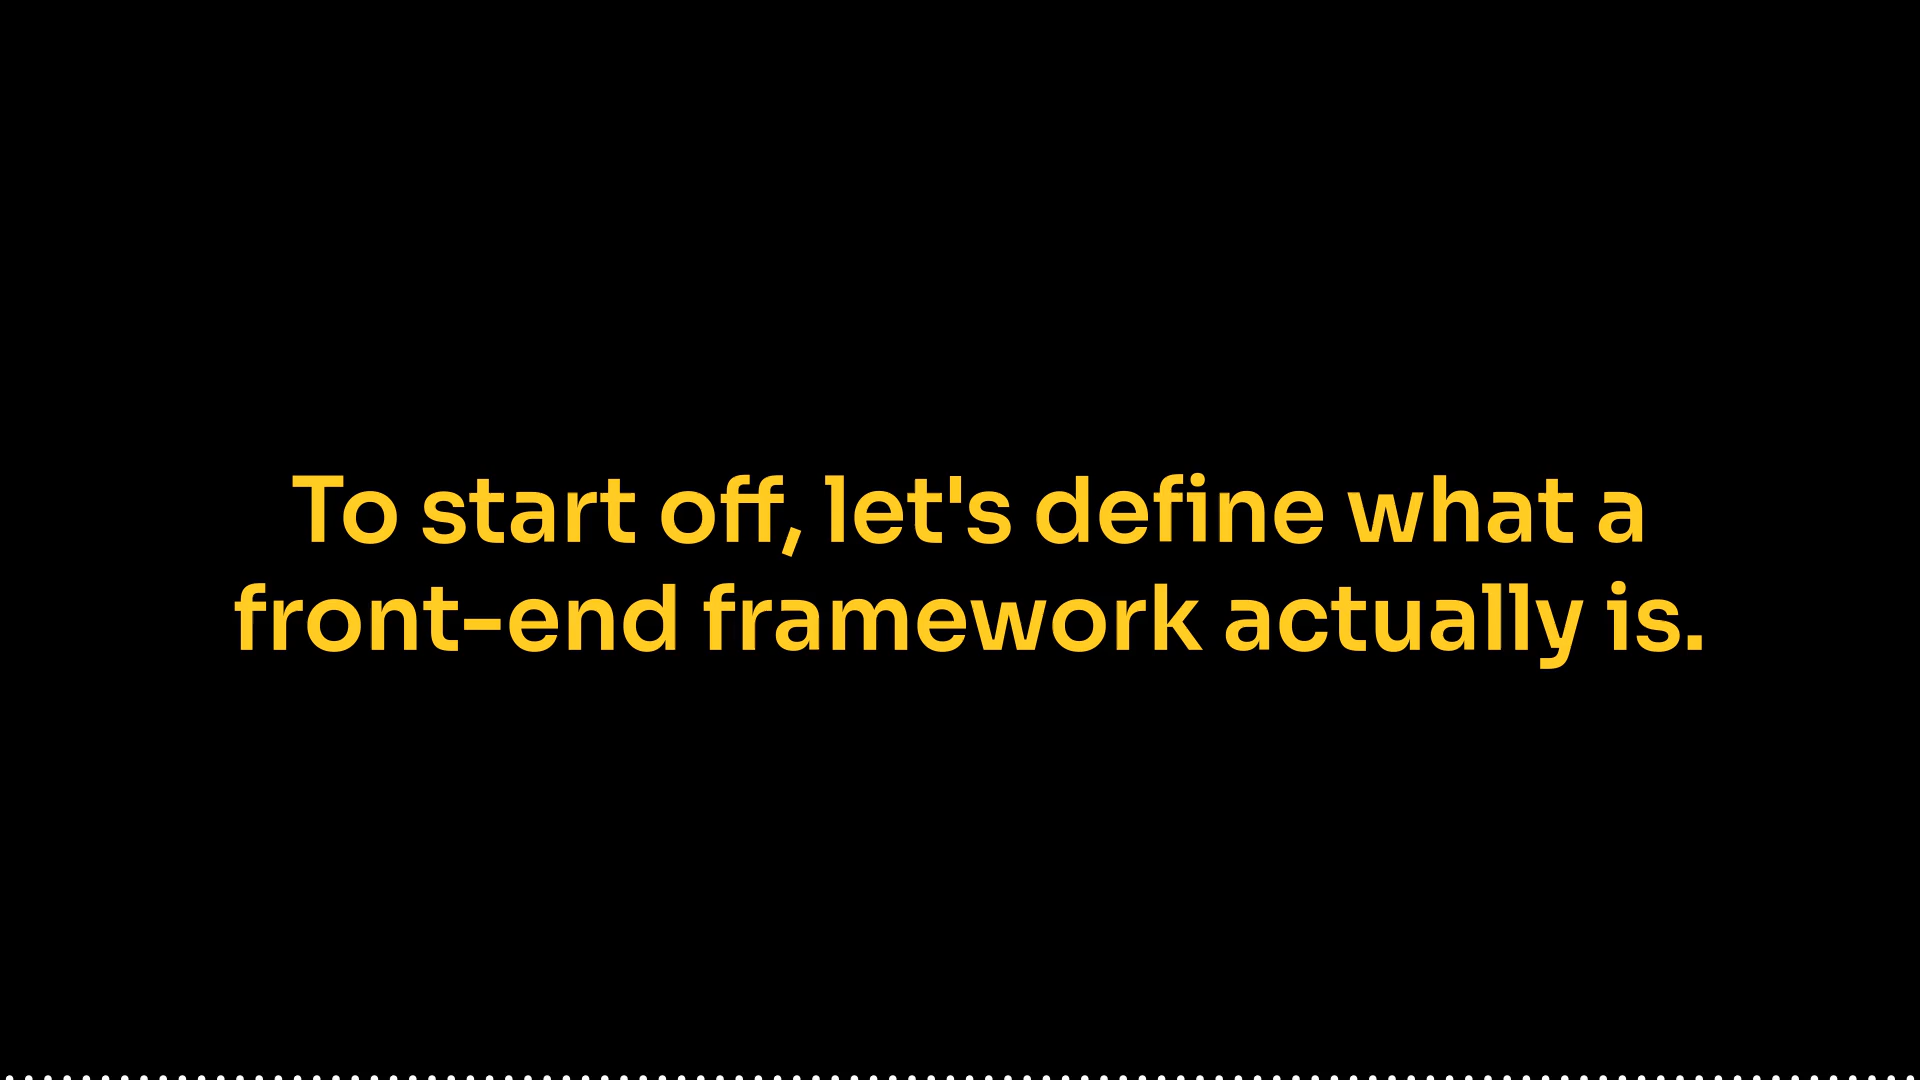 To start off, let's define what a
front-end framework actually is.